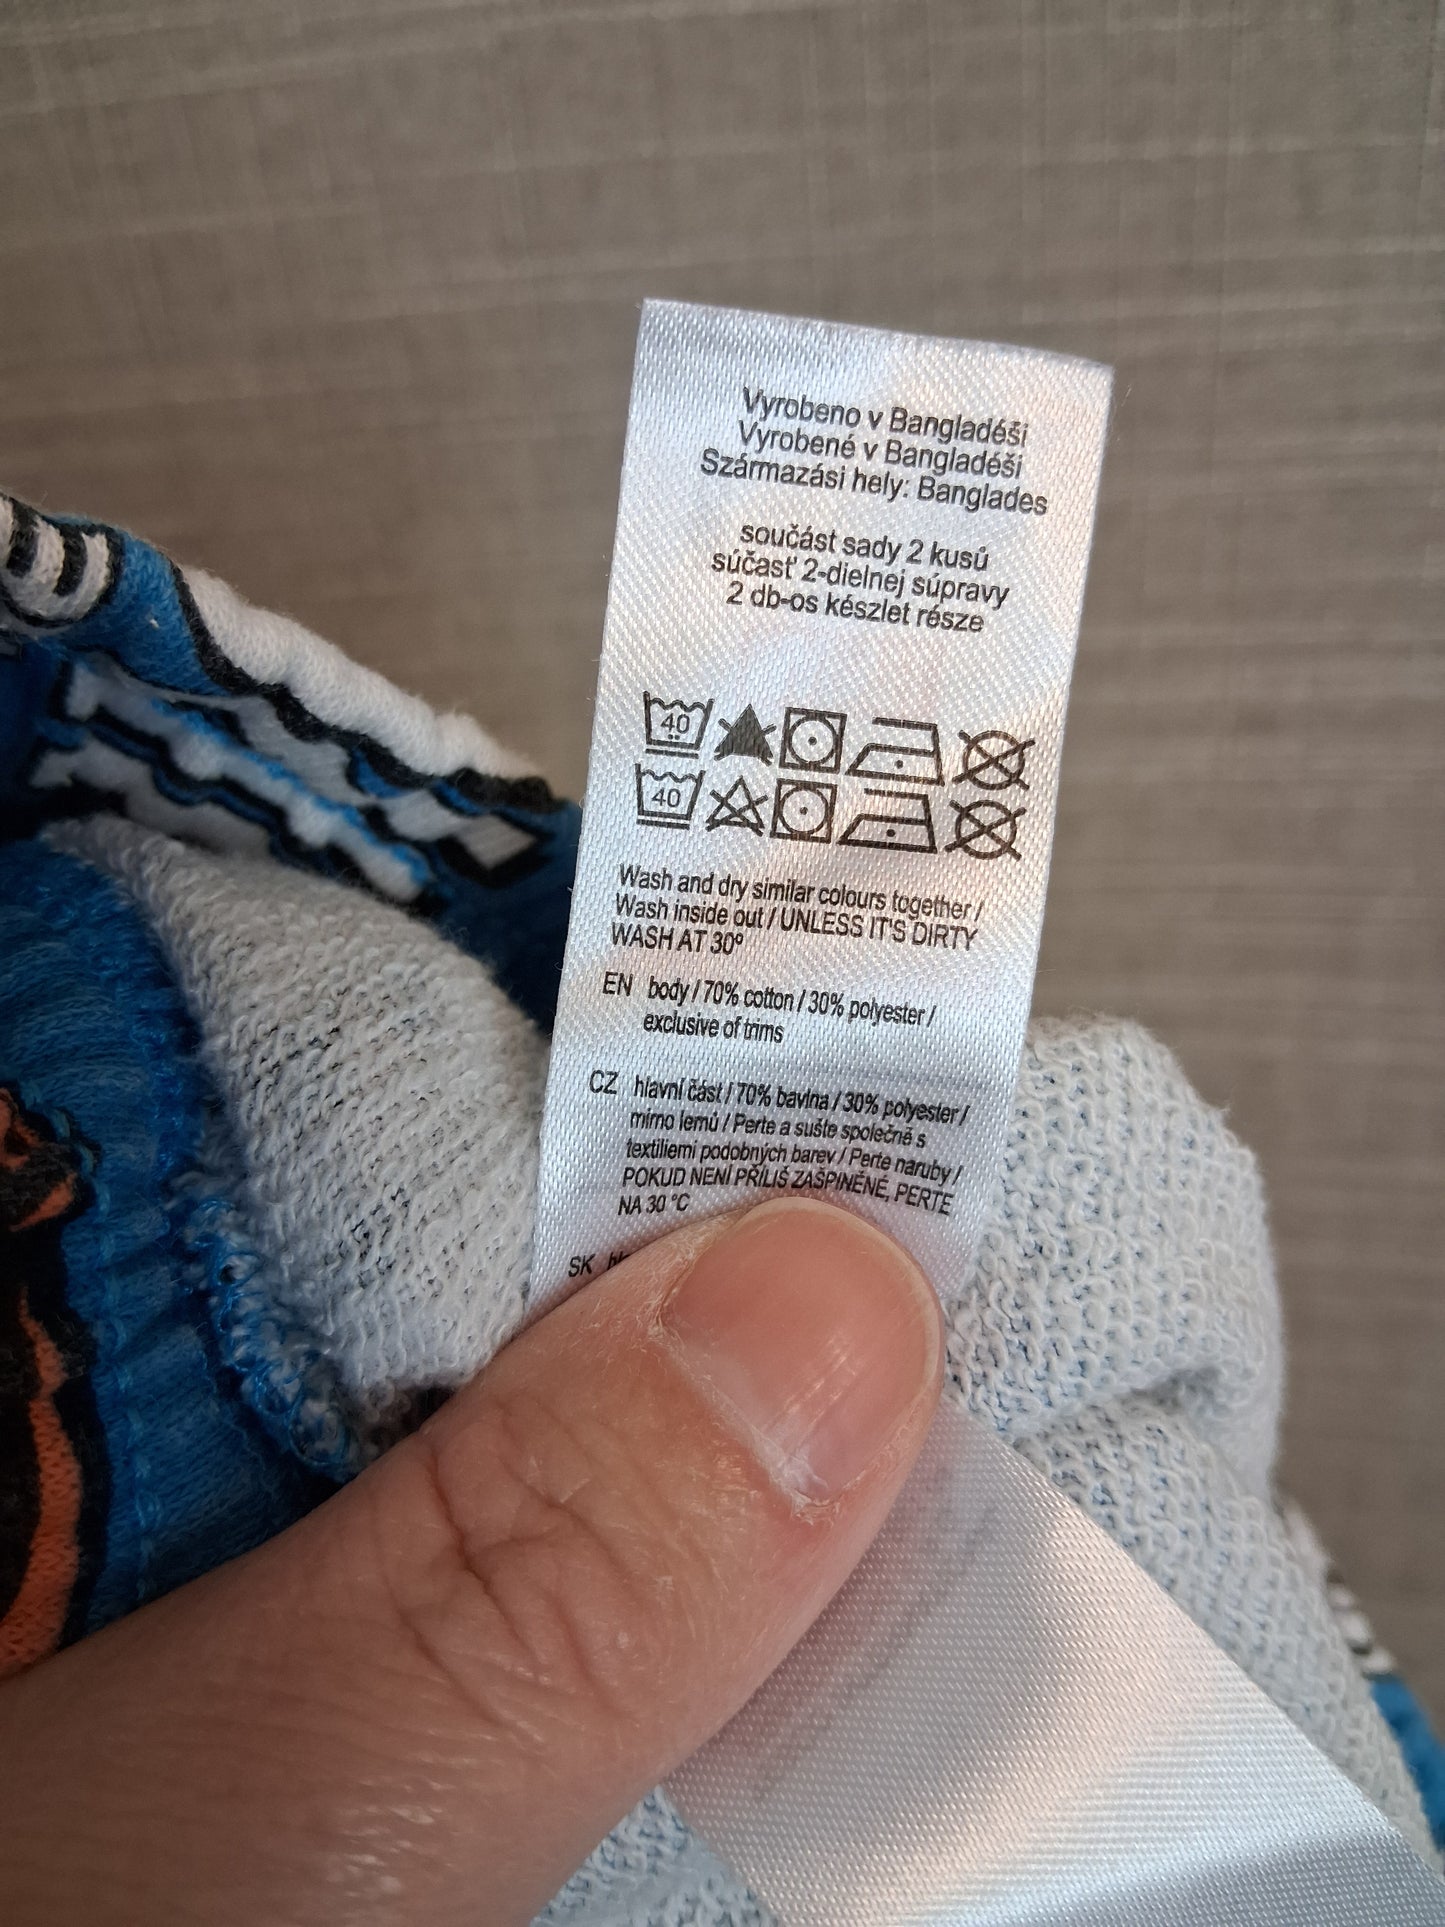 Vyrobeno v Bangladéši
Vyrobené v Bangladéši
Származási hely: Banglades
součást sady 2 kusů
súčasť 2-dielnej súpravy
2 db-os készlet része
40
40
Wash and dry similar colours together /
Wash inside out / UNLESS IT'S DIRTY
WASH AT 30º
EN body / 70% cotton / 30% polyester /
exclusive of trims
CZ hlavní část / 70% bavlna / 30% polyester /
mimo lemů / Perte a sušte společně s
textiliemi podobných barev / Perte naruby /
POKUD NENÍ PŘÍLIŠ ZAŠPINĚNÉ, PERTE
NA 30 °C
SK